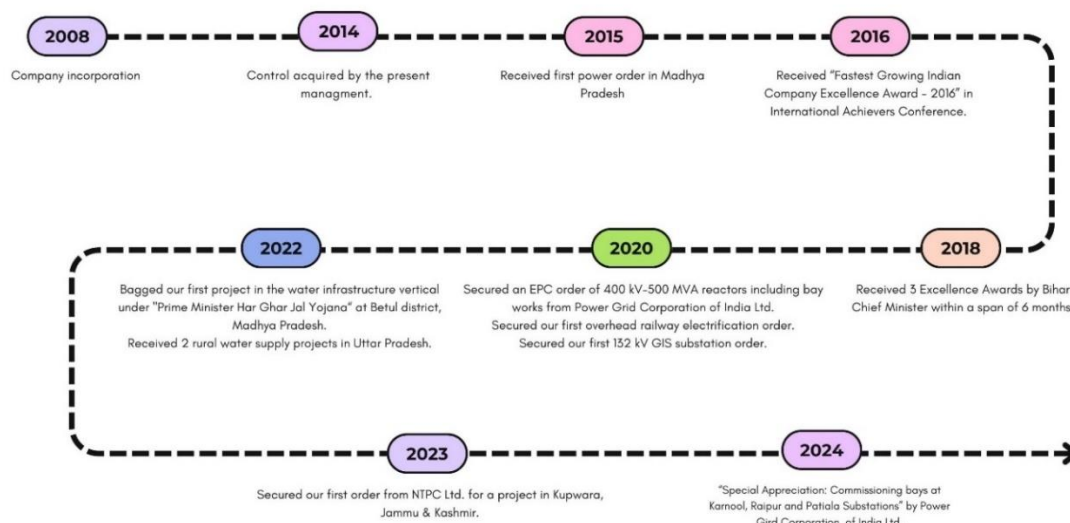 2008
Company incorporation
2014
Control acquired by the present
managment.
2015
Received first power order in Madhya
Pradesh
2016
Received "Fastest Growing Indian
Company Excellence Award - 2016" in
International Achievers Conference.
2018
Received 3 Excellence Awards by Bihar
Chief Minister within a span of 6 months
2020
Secured an EPC order of 400 kV-500 MVA reactors including bay
works from Power Grid Corporation of India Ltd.
Secured our first overhead railway electrification order.
Secured our first 132 kV GIS substation order.
2022
Bagged our first project in the water infrastructure vertical
under "Prime Minister Har Ghar Jal Yojana" at Betul district,
Madhya Pradesh.
Received 2 rural water supply projects in Uttar Pradesh.
2023
Secured our first order from NTPC Ltd. for a project in Kupwara,
Jammu & Kashmir.
2024
"Special Appreciation: Commissioning bays at
Karnool, Raipur and Patiala Substations" by Power
Gird Corporation of India Ltd